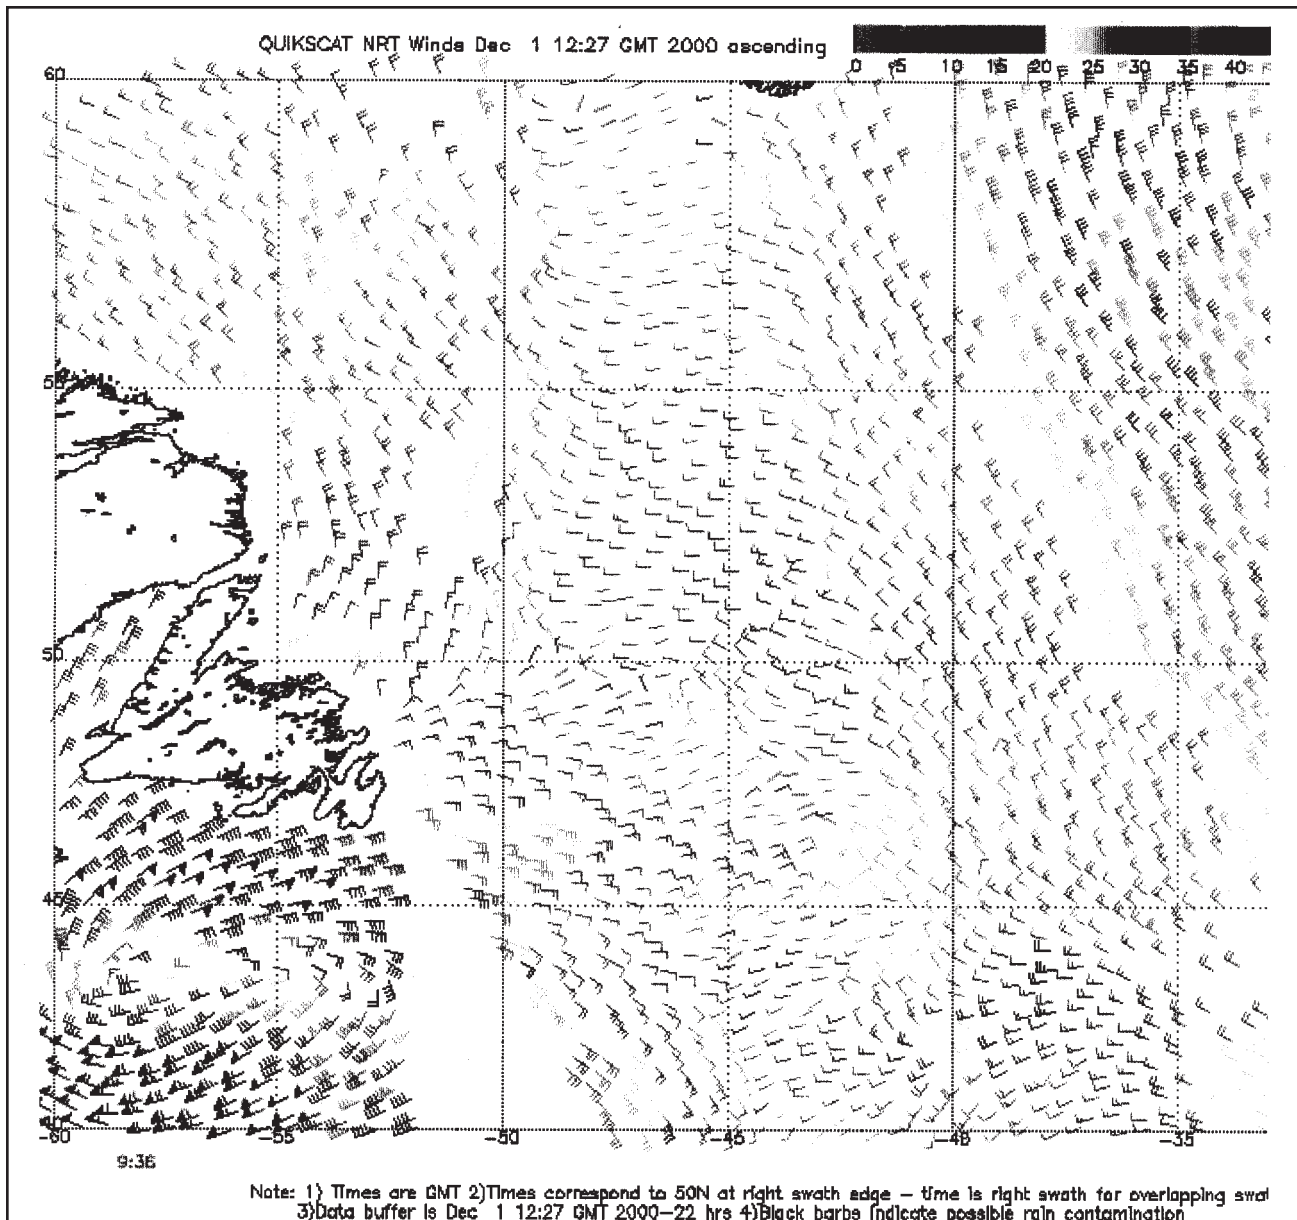 QUIKSCAT NRT Winds Dec 1 12:27 GMT 2000 ascending
0 5 10 15 20 25 30 35 40
60
55
50
45
40
-60 -55 -50 -45 -40 -35
9:36
Note: 1) Times are GMT 2)Times correspond to 50N at right swath edge – time is right swath for overlapping swat
3)Data buffer is Dec 1 12:27 GMT 2000–22 hrs 4)Black barbs indicate possible rain contamination